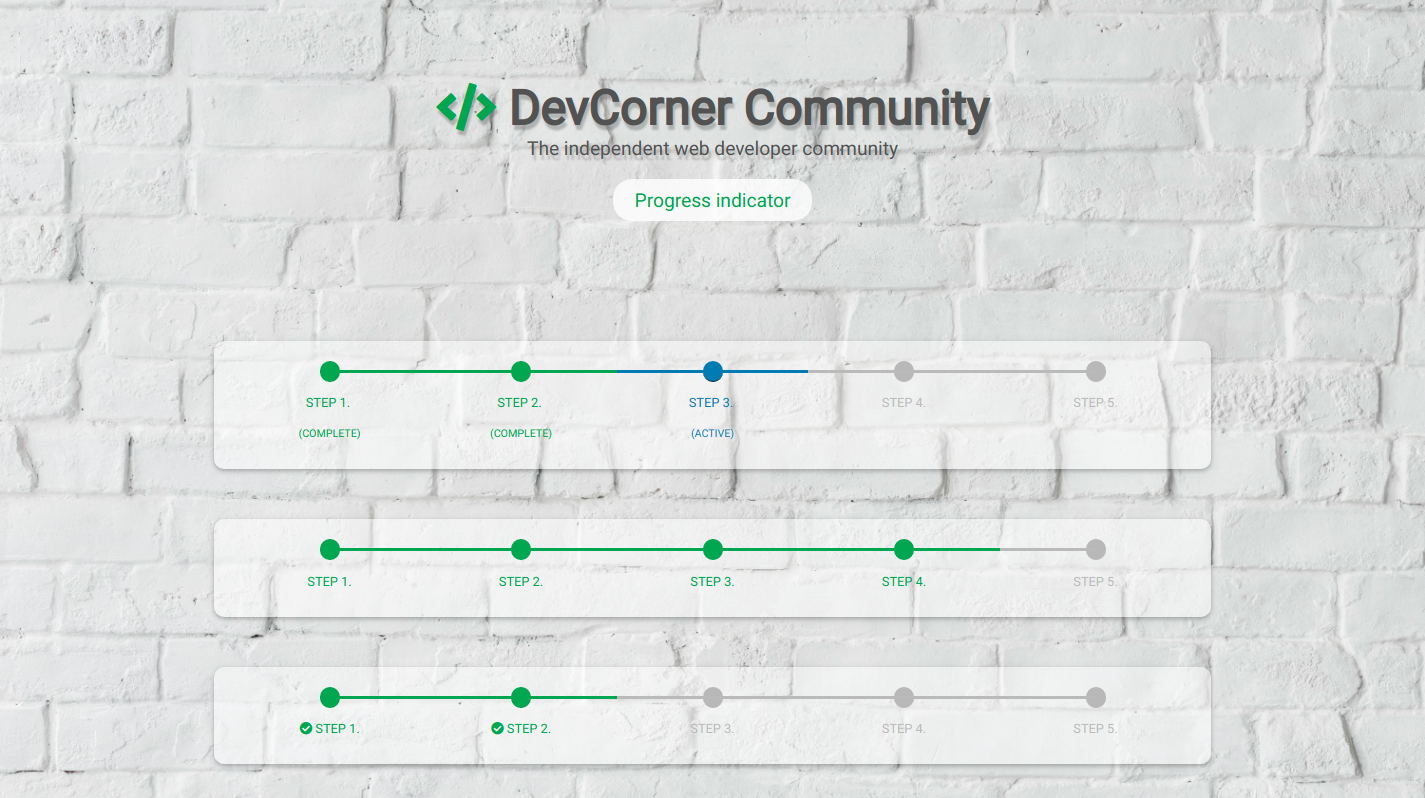 </> DevCorner Community
The independent web developer community
Progress indicator
STEP 1. STEP 2. STEP 3. STEP 4. STEP 5.
(COMPLETE) (COMPLETE) (ACTIVE)
STEP 1. STEP 2. STEP 3. STEP 4. STEP 5.
STEP 1. STEP 2. STEP 3. STEP 4. STEP 5.